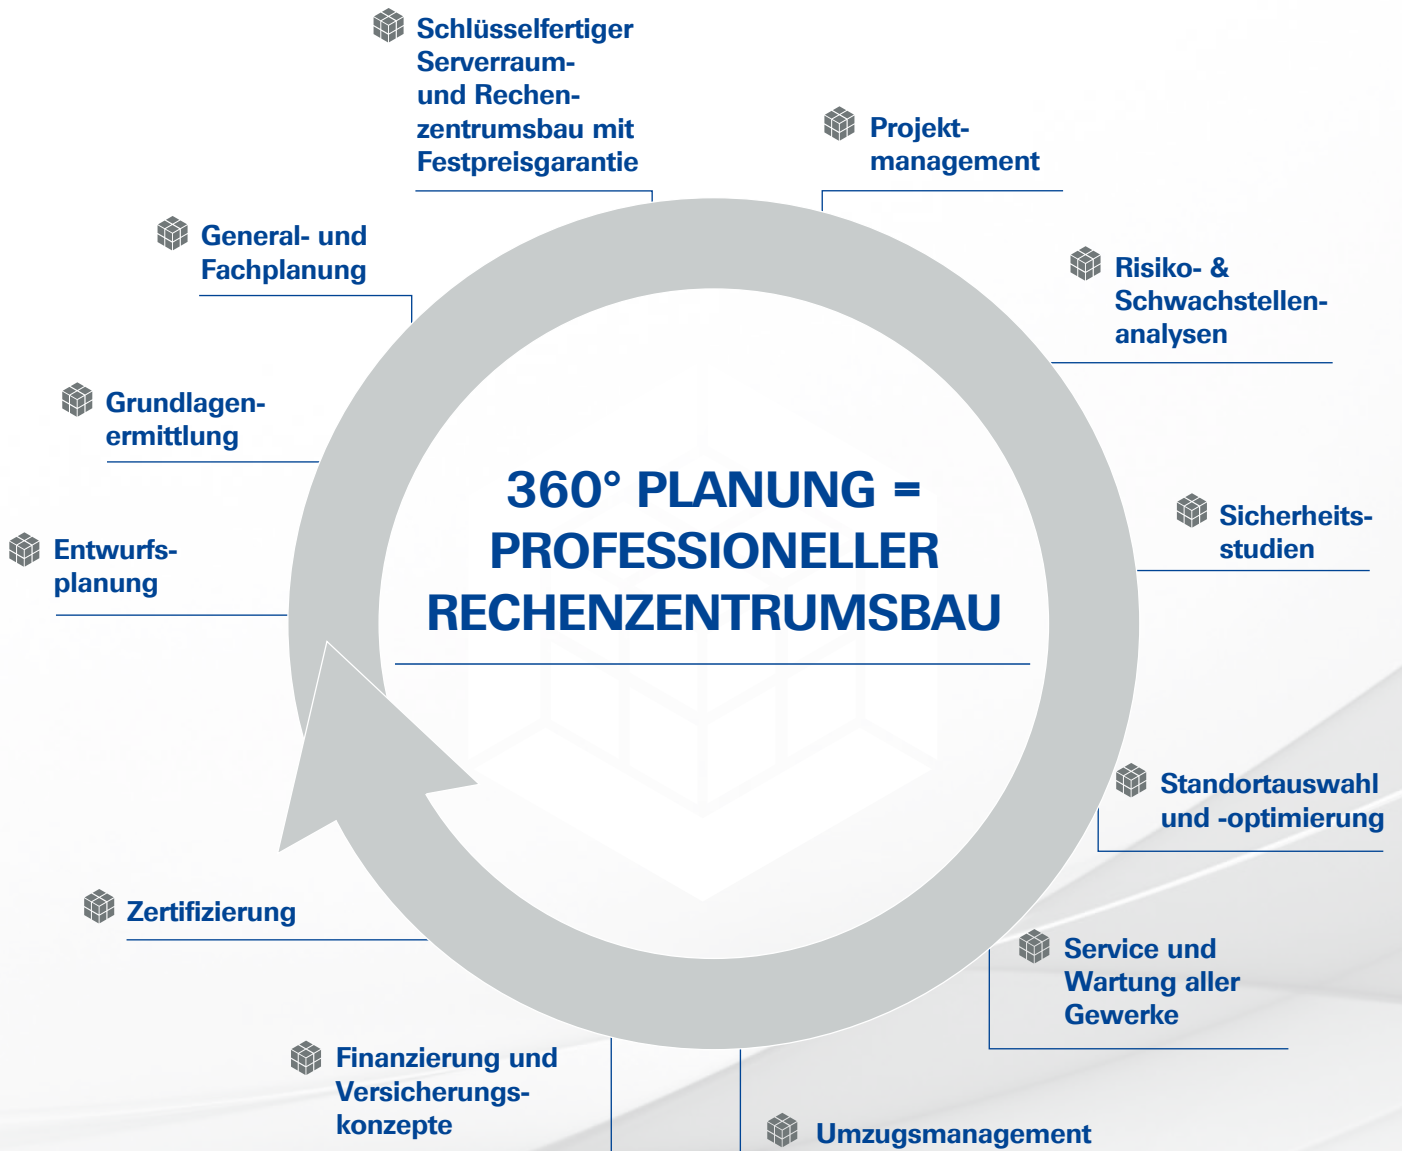 Schlüsselfertiger
Serverraum-
und Rechen-
zentrumsbau mit
Festpreisgarantie
Projekt-
management
General- und
Fachplanung
Risiko- &
Schwachstellen-
analysen
Grundlagen-
ermittlung
360° PLANUNG =
PROFESSIONELLER
RECHENZENTRUMSBAU
Sicherheits-
studien
Entwurfs-
planung
Standortauswahl
und -optimierung
Zertifizierung
Service und
Wartung aller
Gewerke
Finanzierung und
Versicherungs-
konzepte
Umzugsmanagement